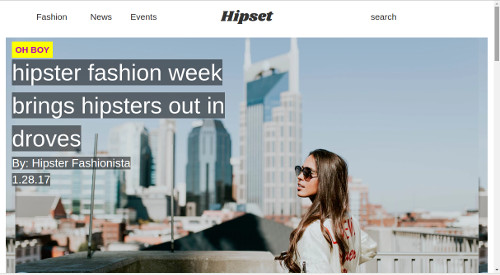 Fashion News Events Hipset search
OH BOY
hipster fashion week
brings hipsters out in
droves
By: Hipster Fashionista
1.28.17